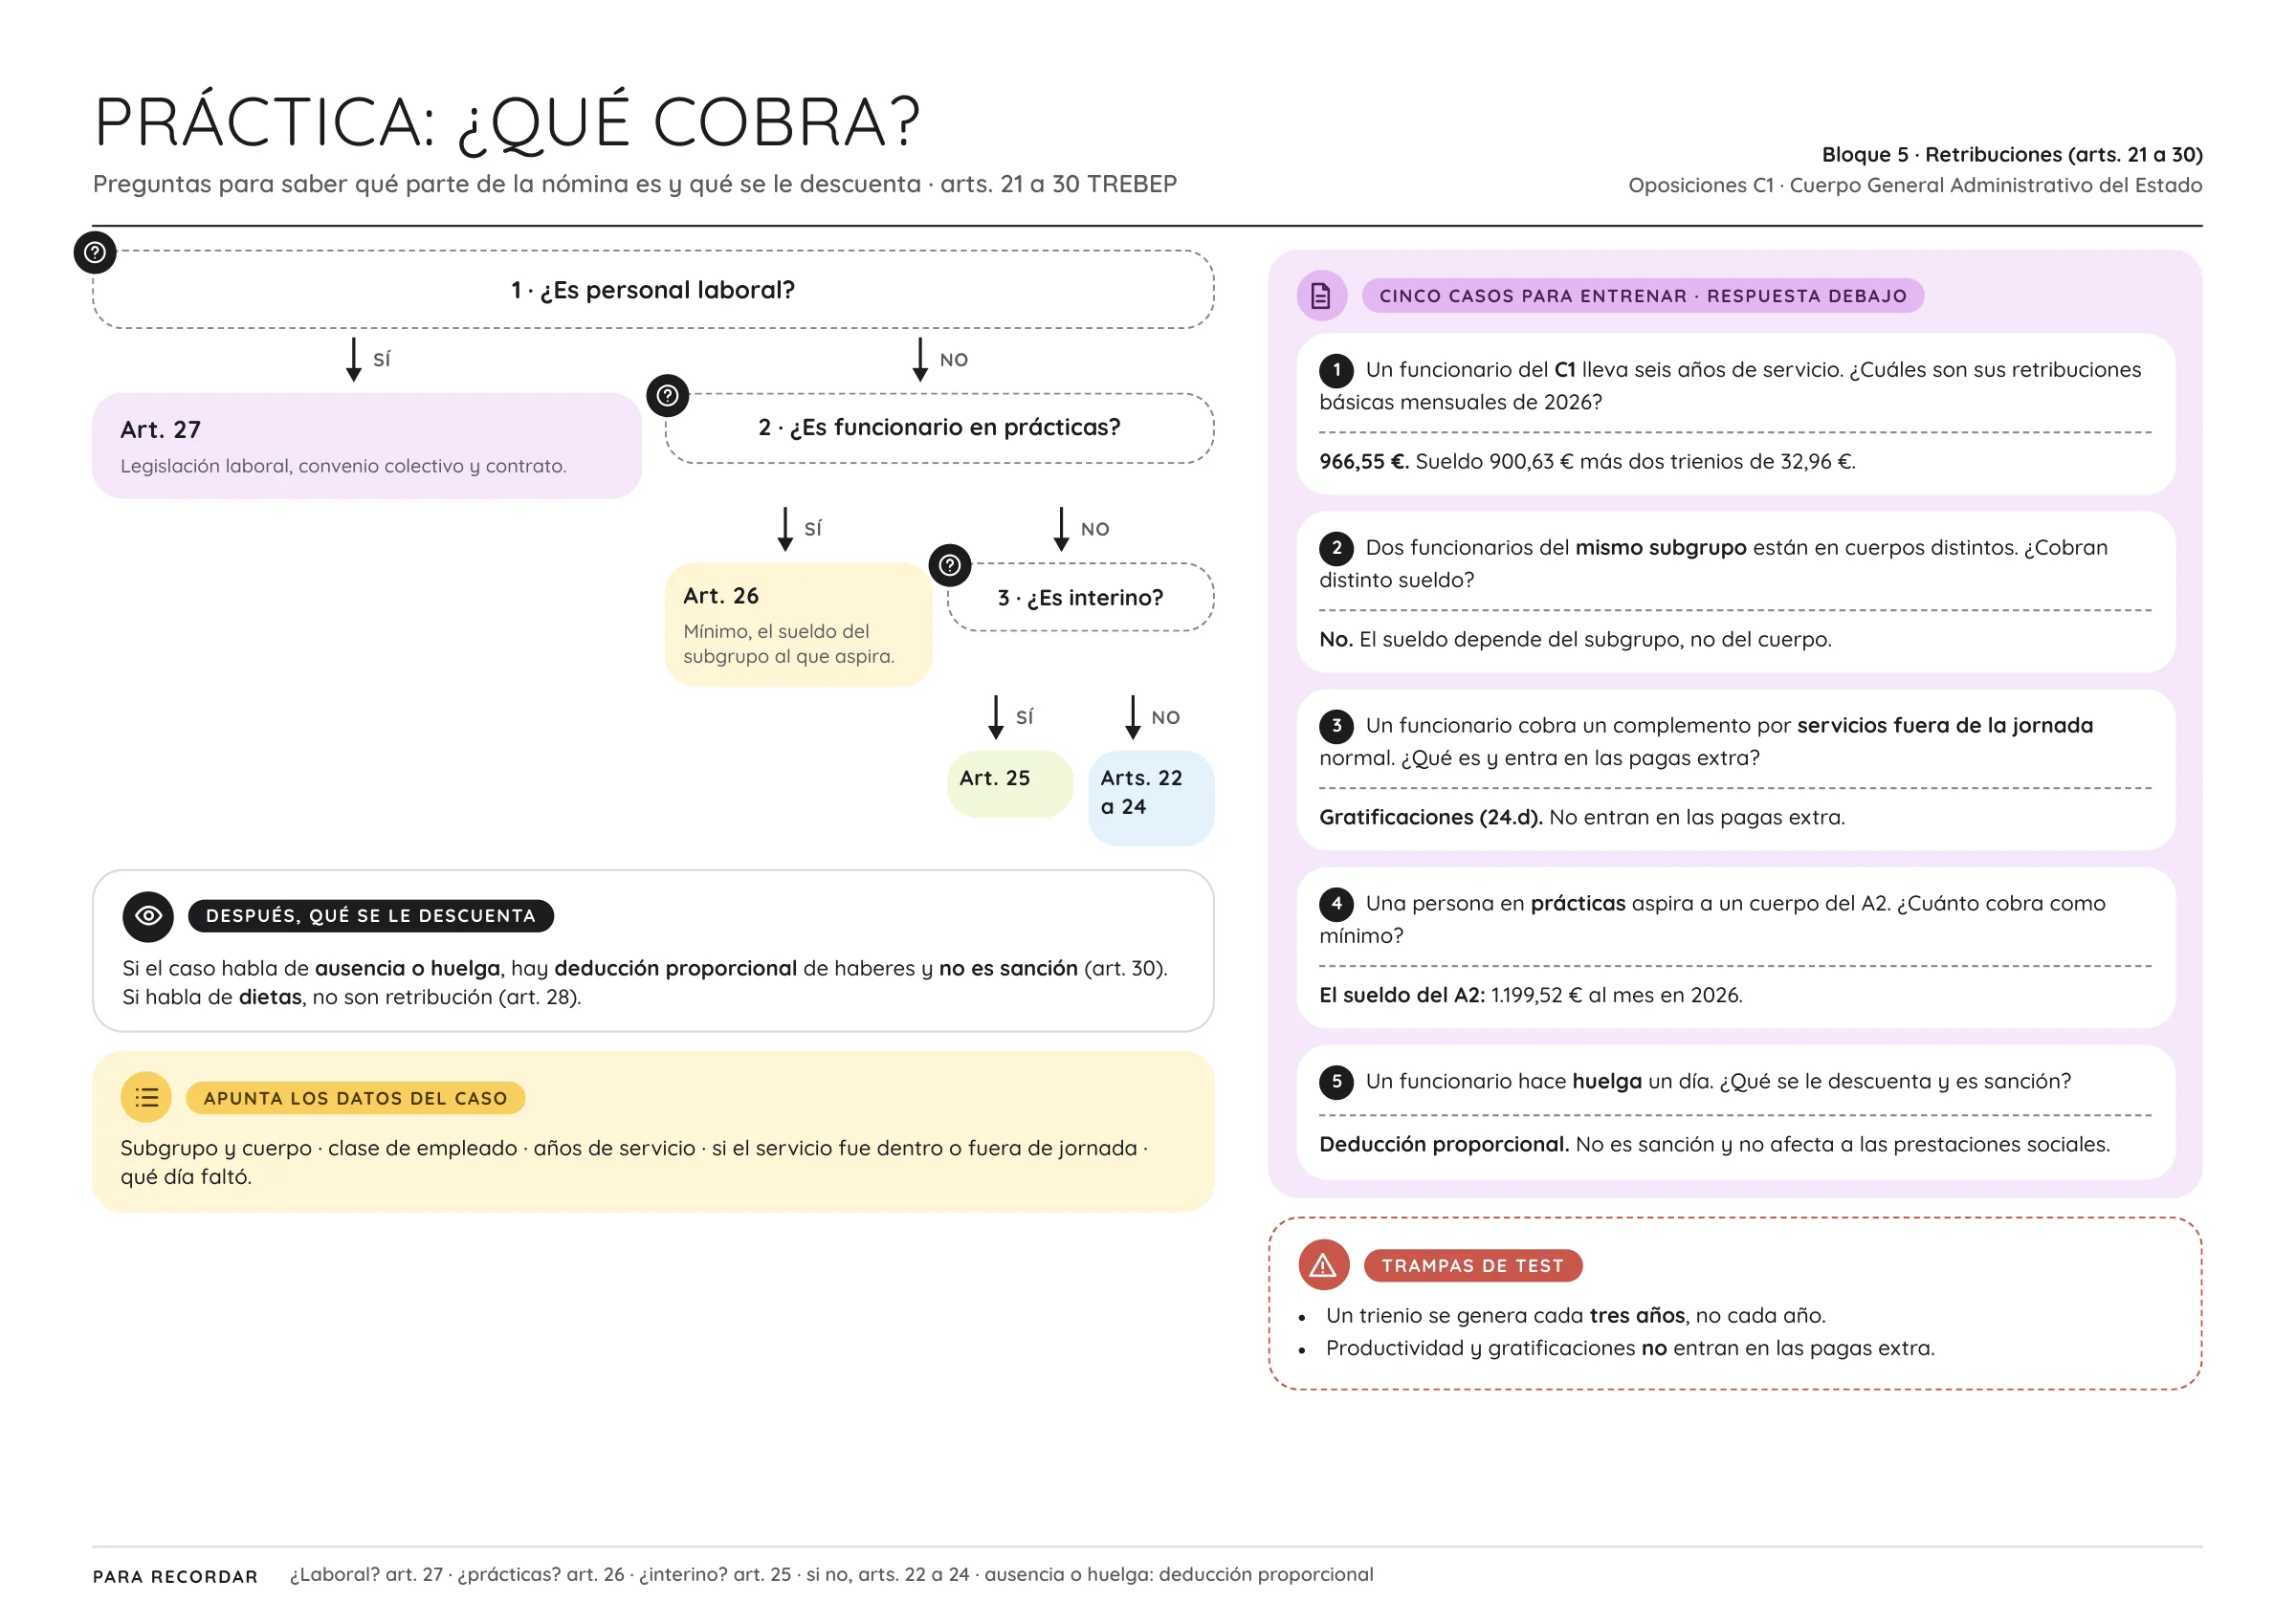 PRÁCTICA: ¿QUÉ COBRA?
Preguntas para saber qué parte de la nómina es y qué se le descuenta · arts. 21 a 30 TREBEP
Bloque 5 · Retribuciones (arts. 21 a 30)
Oposiciones C1 · Cuerpo General Administrativo del Estado
1 · ¿Es personal laboral?
SÍ
NO
Art. 27
Legislación laboral, convenio colectivo y contrato.
2 · ¿Es funcionario en prácticas?
SÍ
NO
Art. 26
Mínimo, el sueldo del
subgrupo al que aspira.
3 · ¿Es interino?
SÍ
NO
Art. 25
Arts. 22
a 24
DESPUÉS, QUÉ SE LE DESCUENTA
Si el caso habla de ausencia o huelga, hay deducción proporcional de haberes y no es sanción (art. 30).
Si habla de dietas, no son retribución (art. 28).
APUNTA LOS DATOS DEL CASO
Subgrupo y cuerpo · clase de empleado · años de servicio · si el servicio fue dentro o fuera de jornada ·
qué día faltó.
CINCO CASOS PARA ENTRENAR · RESPUESTA DEBAJO
1 Un funcionario del C1 lleva seis años de servicio. ¿Cuáles son sus retribuciones
básicas mensuales de 2026?
966,55 €. Sueldo 900,63 € más dos trienios de 32,96 €.
2 Dos funcionarios del mismo subgrupo están en cuerpos distintos. ¿Cobran
distinto sueldo?
No. El sueldo depende del subgrupo, no del cuerpo.
3 Un funcionario cobra un complemento por servicios fuera de la jornada
normal. ¿Qué es y entra en las pagas extra?
Gratificaciones (24.d). No entran en las pagas extra.
4 Una persona en prácticas aspira a un cuerpo del A2. ¿Cuánto cobra como
mínimo?
El sueldo del A2: 1.199,52 € al mes en 2026.
5 Un funcionario hace huelga un día. ¿Qué se le descuenta y es sanción?
Deducción proporcional. No es sanción y no afecta a las prestaciones sociales.
TRAMPAS DE TEST
• Un trienio se genera cada tres años, no cada año.
• Productividad y gratificaciones no entran en las pagas extra.
PARA RECORDAR ¿Laboral? art. 27 · ¿prácticas? art. 26 · ¿interino? art. 25 · si no, arts. 22 a 24 · ausencia o huelga: deducción proporcional